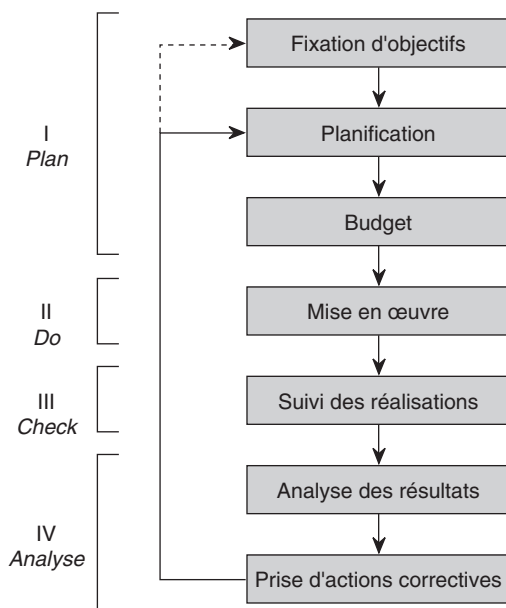 Fixation d'objectifs
Planification
I
Plan
Budget
Mise en œuvre
II
Do
Suivi des réalisations
III
Check
Analyse des résultats
IV
Analyse
Prise d'actions correctives